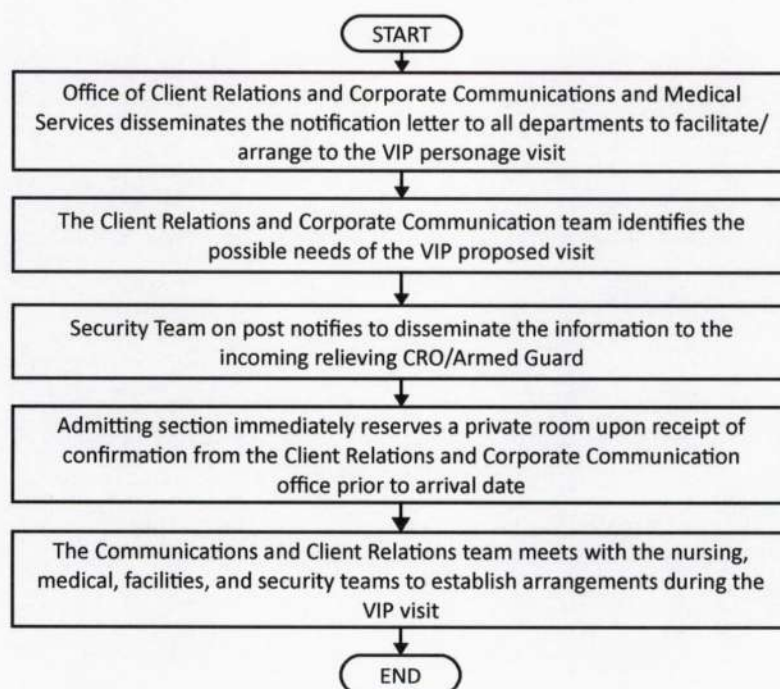 START
Office of Client Relations and Corporate Communications and Medical
Services disseminates the notification letter to all departments to facilitate/
arrange to the VIP personage visit
The Client Relations and Corporate Communication team identifies the
possible needs of the VIP proposed visit
Security Team on post notifies to disseminate the information to the
incoming relieving CRO/Armed Guard
Admitting section immediately reserves a private room upon receipt of
confirmation from the Client Relations and Corporate Communication
office prior to arrival date
The Communications and Client Relations team meets with the nursing,
medical, facilities, and security teams to establish arrangements during the
VIP visit
END